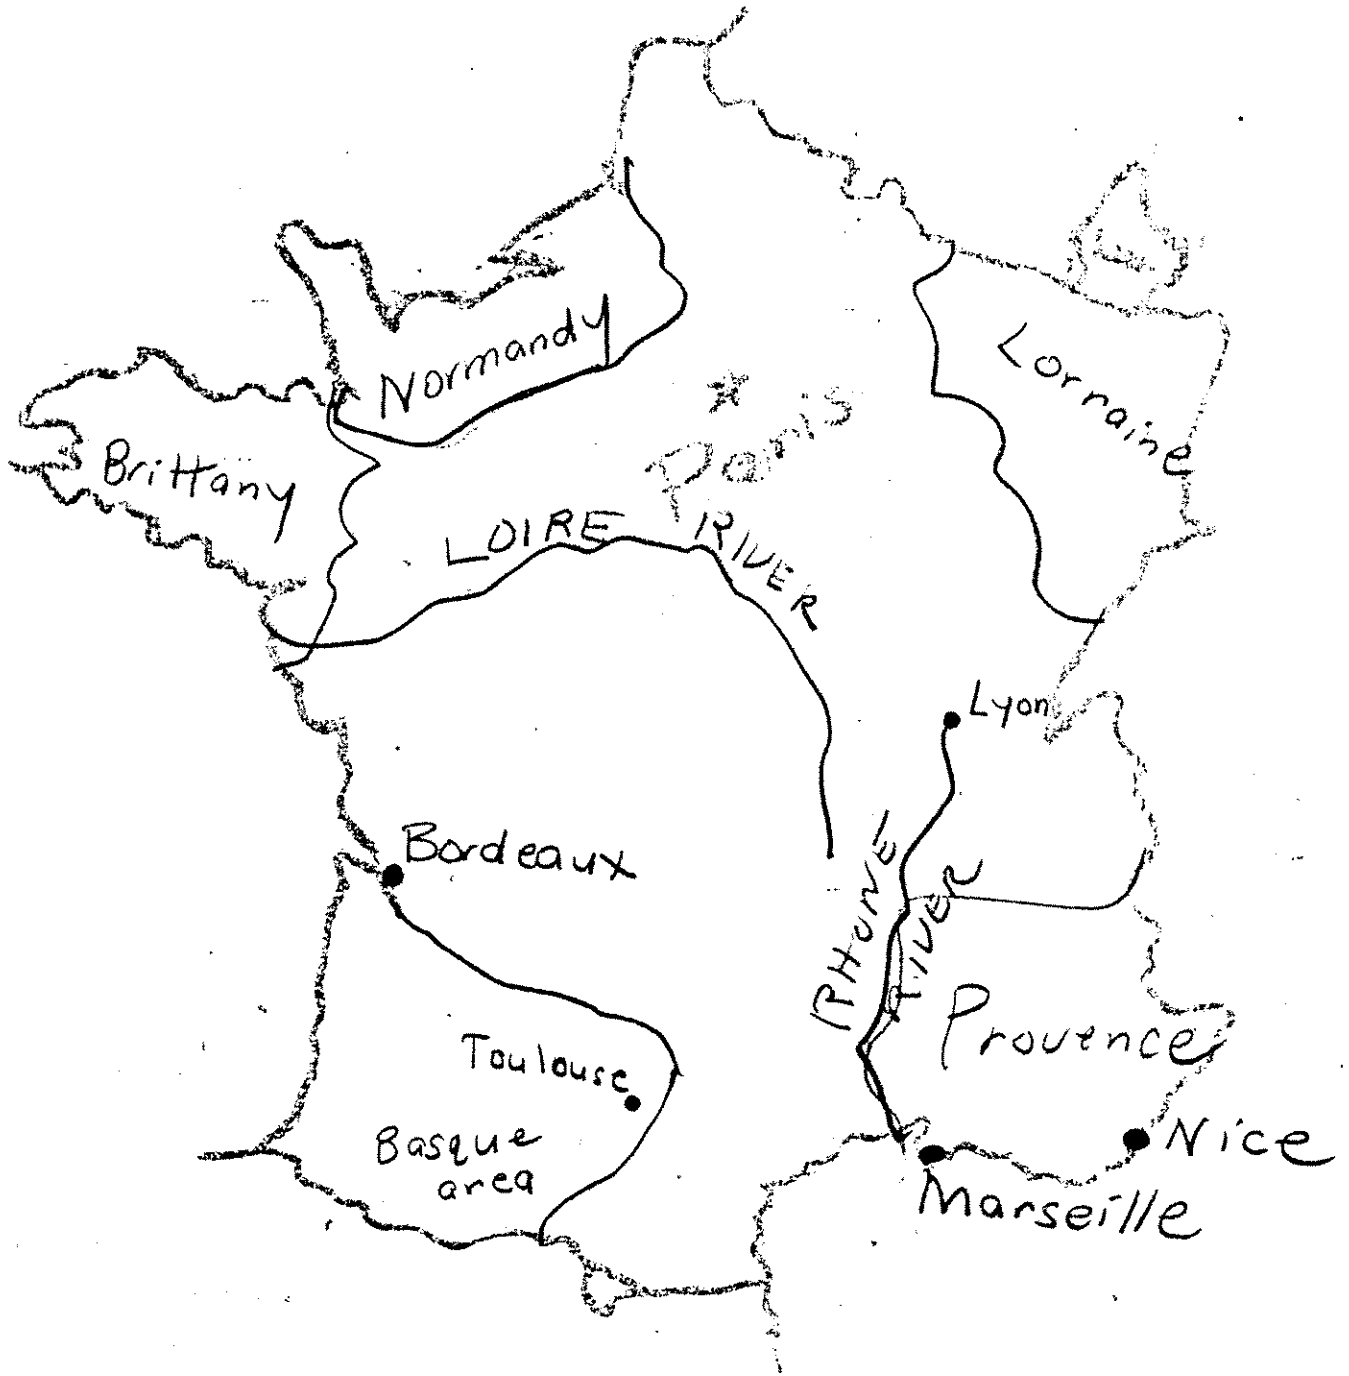 Normandy
Lorraine
Paris
Brittany
LOIRE RIVER
Lyon
Bordeaux
RHONE
RIVER
Provence
Toulouse
Basque
area
Nice
Marseille